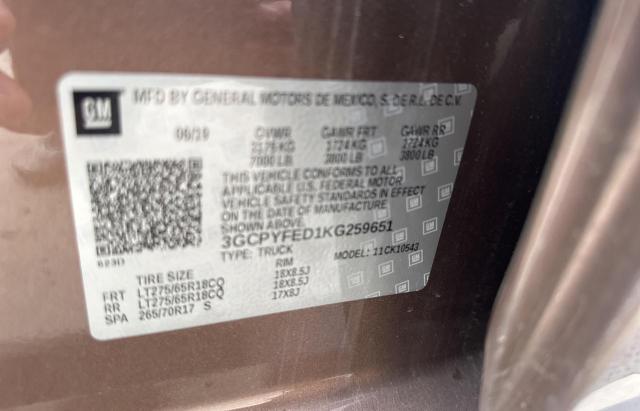 GM MFD BY GENERAL MOTORS DE MEXICO, S. DE R.L. DE C.V.
06/19 GVWR GAWR FRT GAWR RR
3175 KG 1724 KG 1724 KG
7000 LB 3800 LB 3800 LB
THIS VEHICLE CONFORMS TO ALL
APPLICABLE U.S. FEDERAL MOTOR
VEHICLE SAFETY STANDARDS IN EFFECT
ON THE DATE OF MANUFACTURE
SHOWN ABOVE.
3GCPYFED1KG259651
TYPE: TRUCK MODEL: 11CK10543
TIRE SIZE RIM
FRT LT275/65R18CQ 18X8.5J
RR LT275/65R18CQ 18X8.5J
SPA 265/70R17 S 17X8J